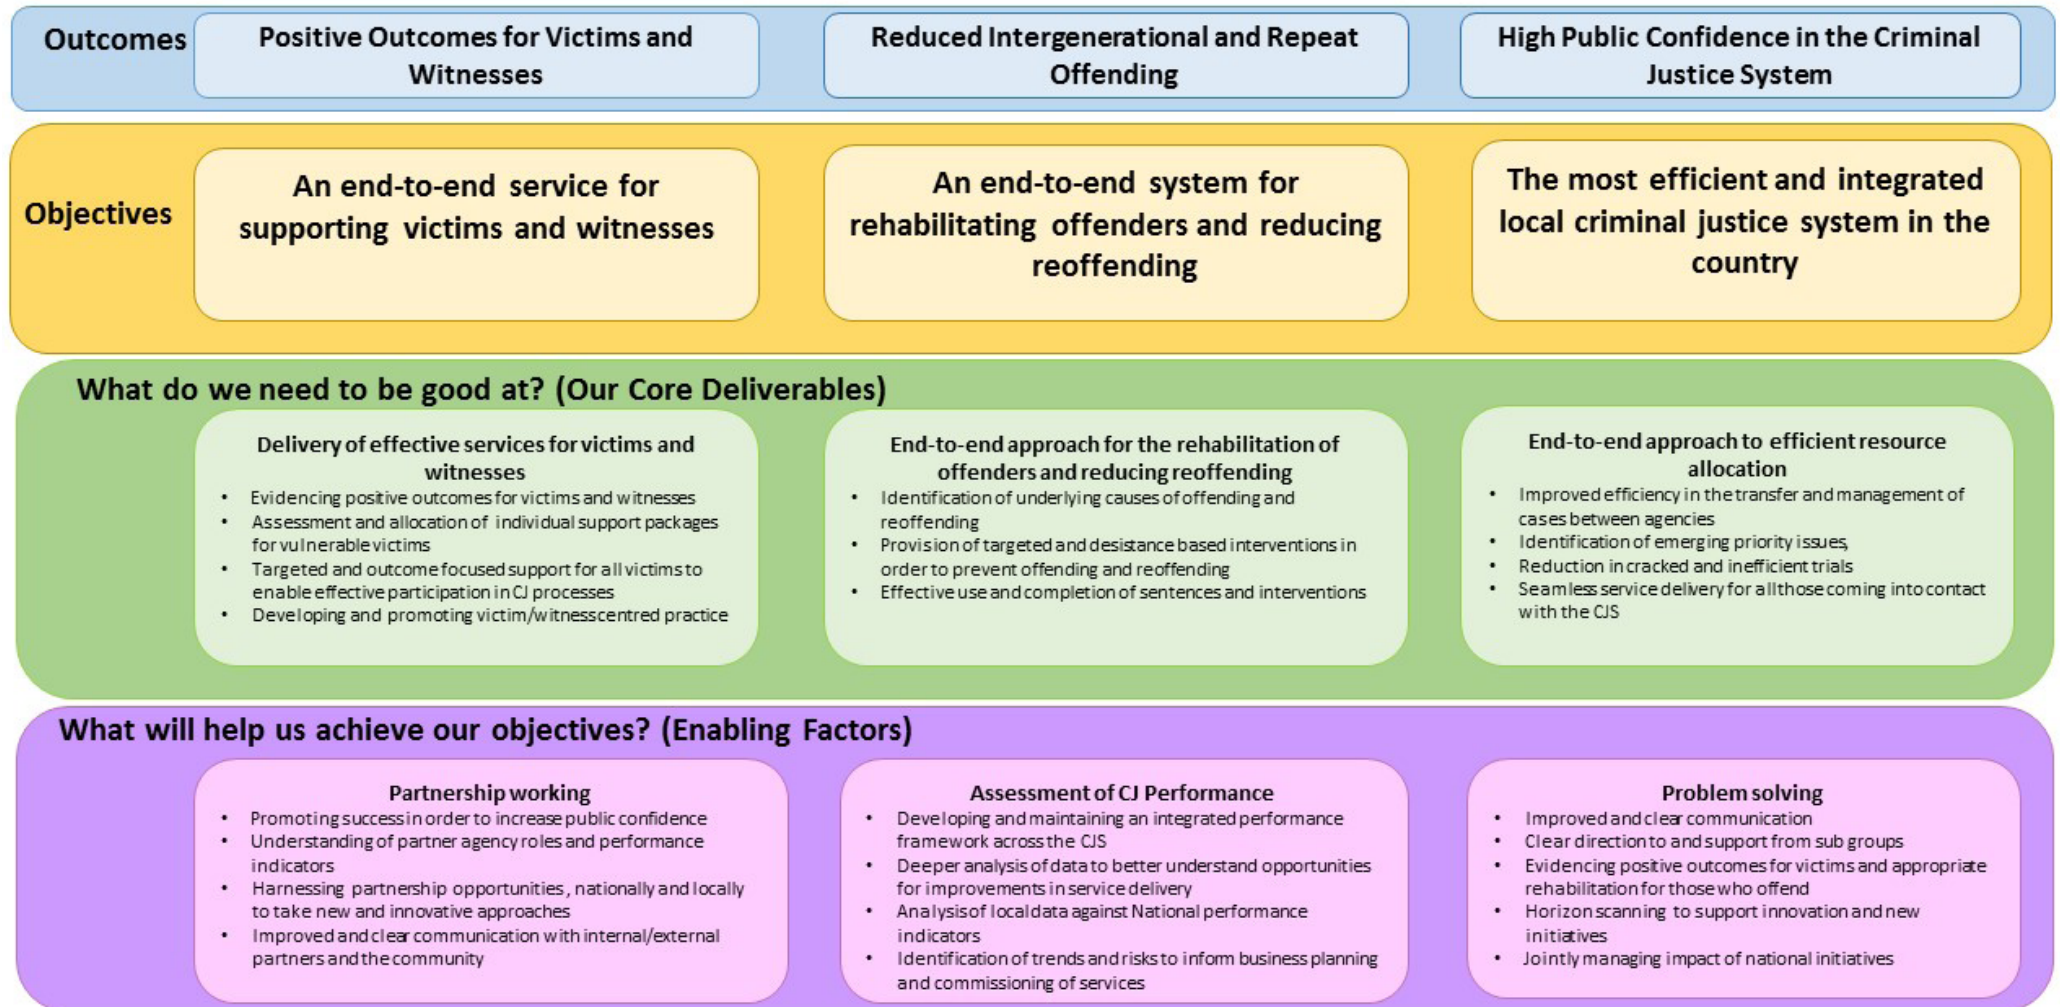 Outcomes
Positive Outcomes for Victims and
Witnesses
Reduced Intergenerational and Repeat
Offending
High Public Confidence in the Criminal
Justice System
Objectives
An end-to-end service for
supporting victims and witnesses
An end-to-end system for
rehabilitating offenders and reducing
reoffending
The most efficient and integrated
local criminal justice system in the
country
What do we need to be good at? (Our Core Deliverables)
Delivery of effective services for victims and
witnesses
• Evidencing positive outcomes for victims and witnesses
• Assessment and allocation of individual support packages
for vulnerable victims
• Targeted and outcome focused support for all victims to
enable effective participation in CJ processes
• Developing and promoting victim/witness centred practice
End-to-end approach for the rehabilitation of
offenders and reducing reoffending
• Identification of underlying causes of offending and
reoffending
• Provision of targeted and desistance based interventions in
order to prevent offending and reoffending
• Effective use and completion of sentences and interventions
End-to-end approach to efficient resource
allocation
• Improved efficiency in the transfer and management of
cases between agencies
• Identification of emerging priority issues,
• Reduction in cracked and inefficient trials
• Seamless service delivery for all those coming into contact
with the CJS
What will help us achieve our objectives? (Enabling Factors)
Partnership working
• Promoting success in order to increase public confidence
• Understanding of partner agency roles and performance
indicators
• Harnessing partnership opportunities, nationally and locally
to take new and innovative approaches
• Improved and clear communication with internal/external
partners and the community
Assessment of CJ Performance
• Developing and maintaining an integrated performance
framework across the CJS
• Deeper analysis of data to better understand opportunities
for improvements in service delivery
• Analysis of local data against National performance
indicators
• Identification of trends and risks to inform business planning
and commissioning of services
Problem solving
• Improved and clear communication
• Clear direction to and support from sub groups
• Evidencing positive outcomes for victims and appropriate
rehabilitation for those who offend
• Horizon scanning to support innovation and new
initiatives
• Jointly managing impact of national initiatives